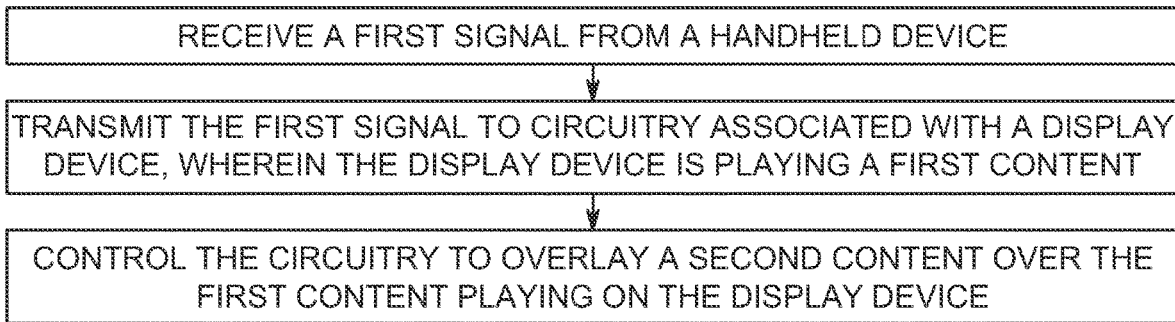 RECEIVE A FIRST SIGNAL FROM A HANDHELD DEVICE
TRANSMIT THE FIRST SIGNAL TO CIRCUITRY ASSOCIATED WITH A DISPLAY
DEVICE, WHEREIN THE DISPLAY DEVICE IS PLAYING A FIRST CONTENT
CONTROL THE CIRCUITRY TO OVERLAY A SECOND CONTENT OVER THE
FIRST CONTENT PLAYING ON THE DISPLAY DEVICE